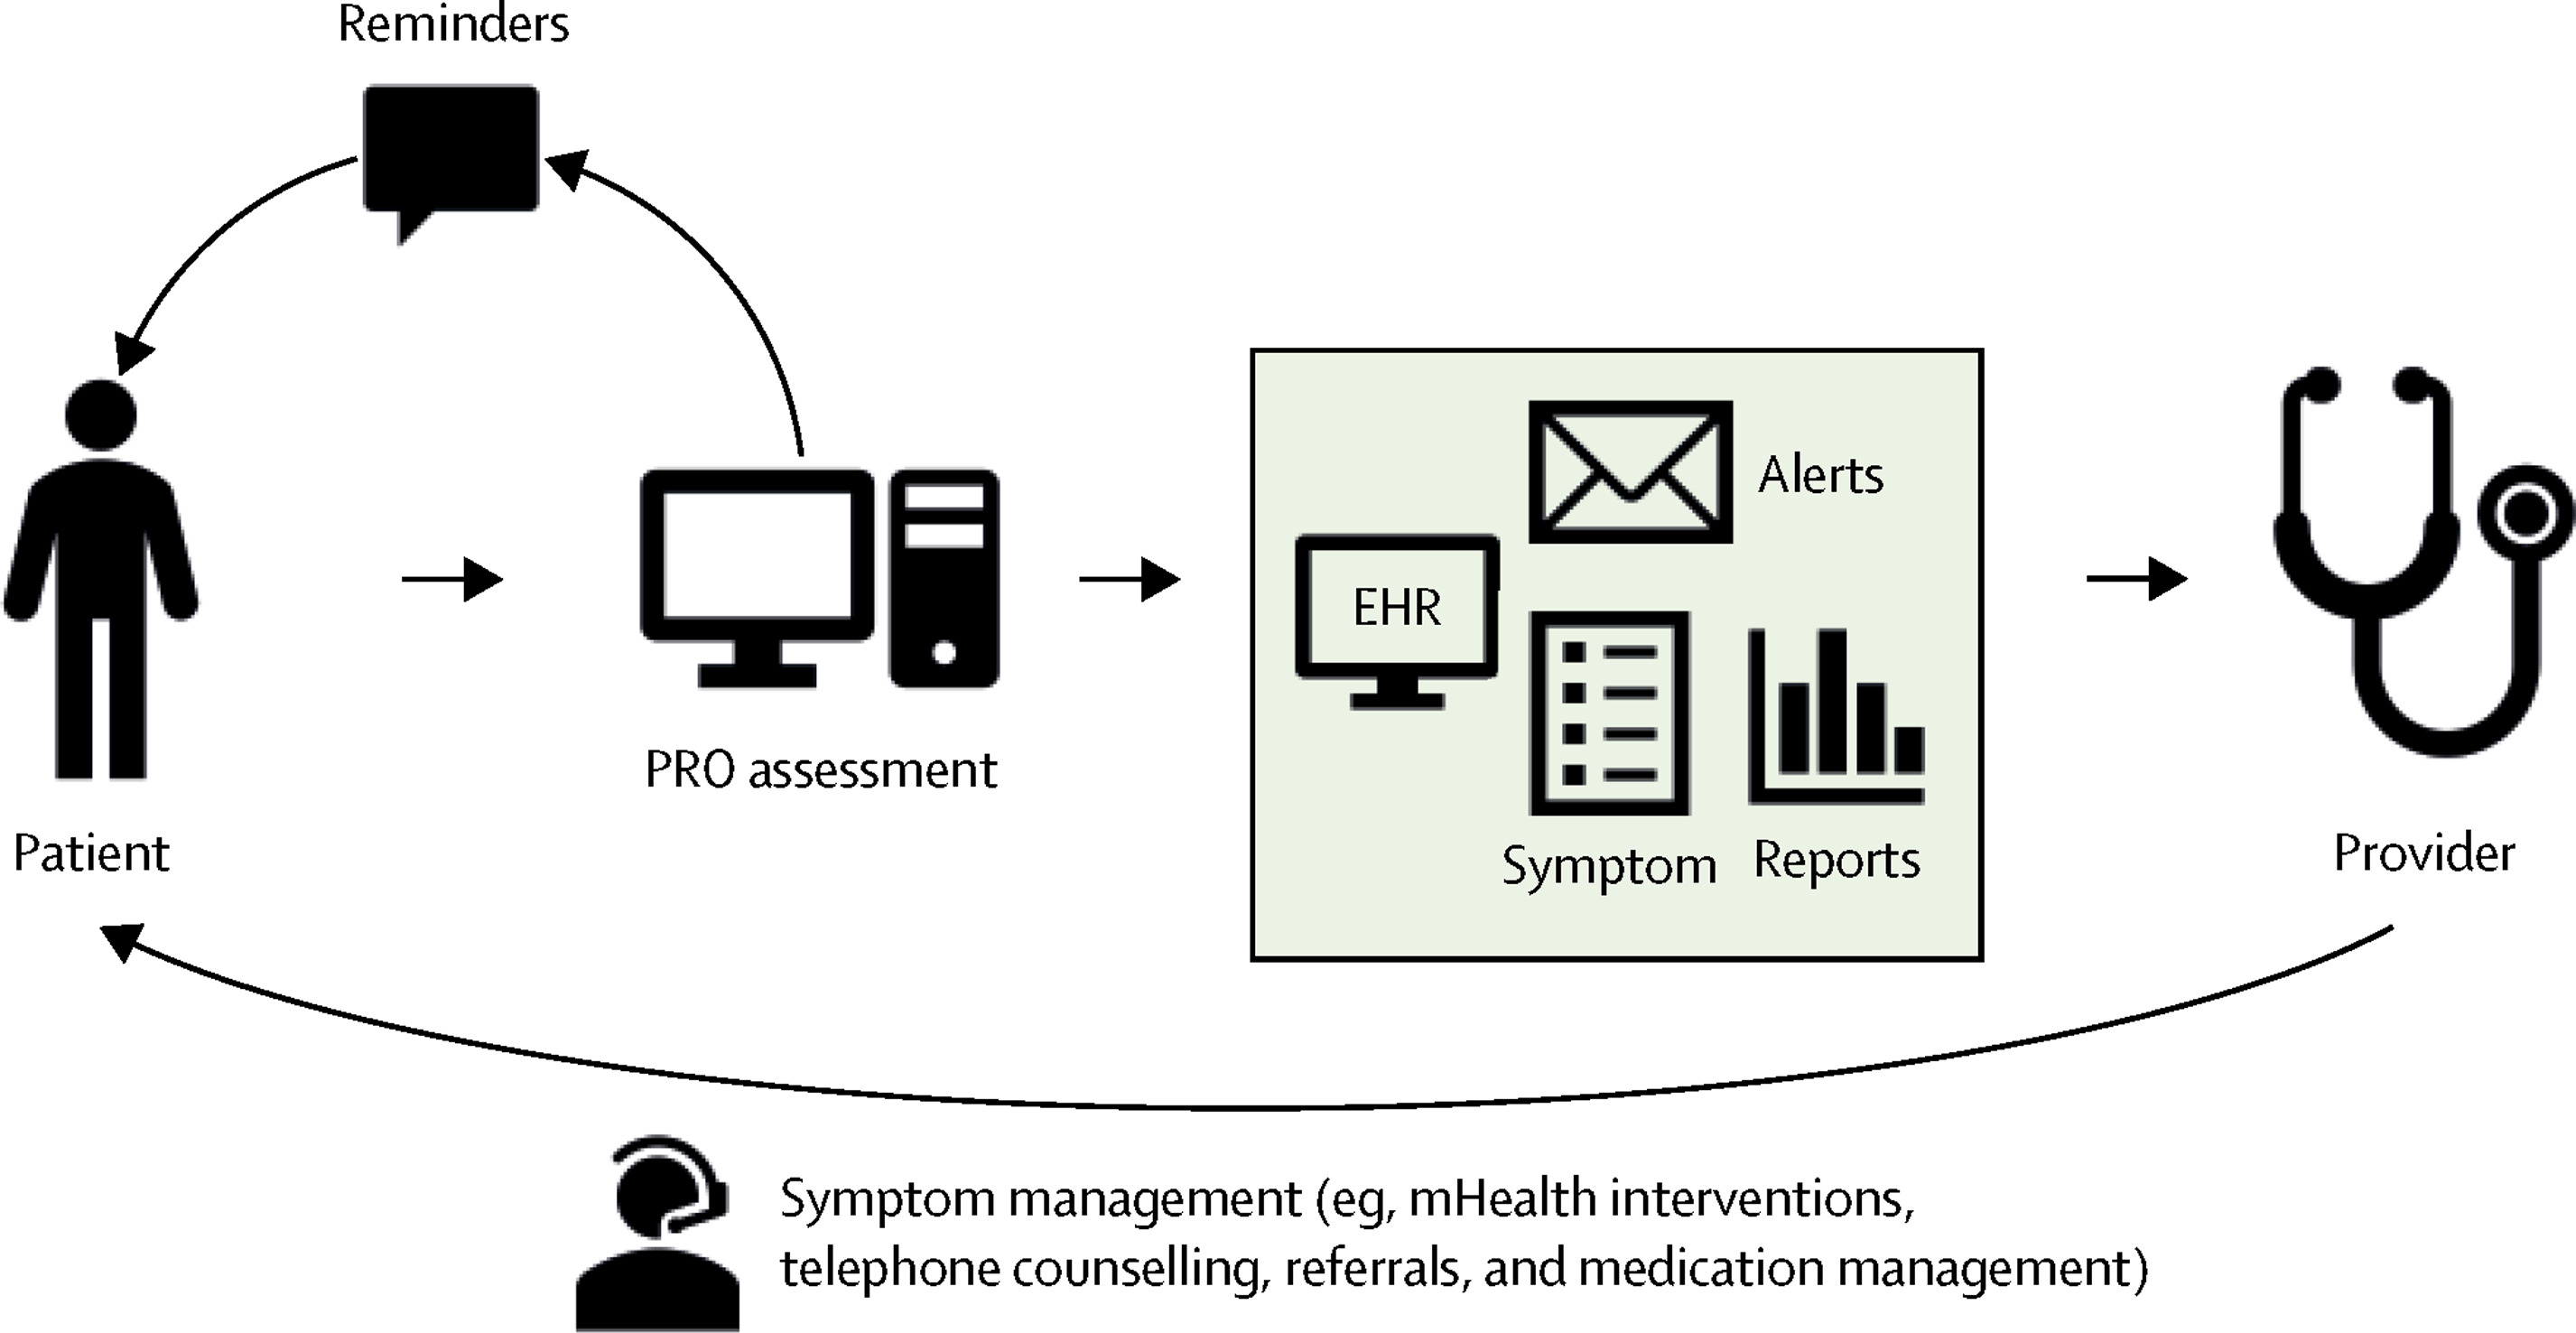 Reminders
Alerts
EHR
PRO assessment
Patient
Symptom
Reports
Provider
Symptom management (eg, mHealth interventions,
telephone counselling, referrals, and medication management)